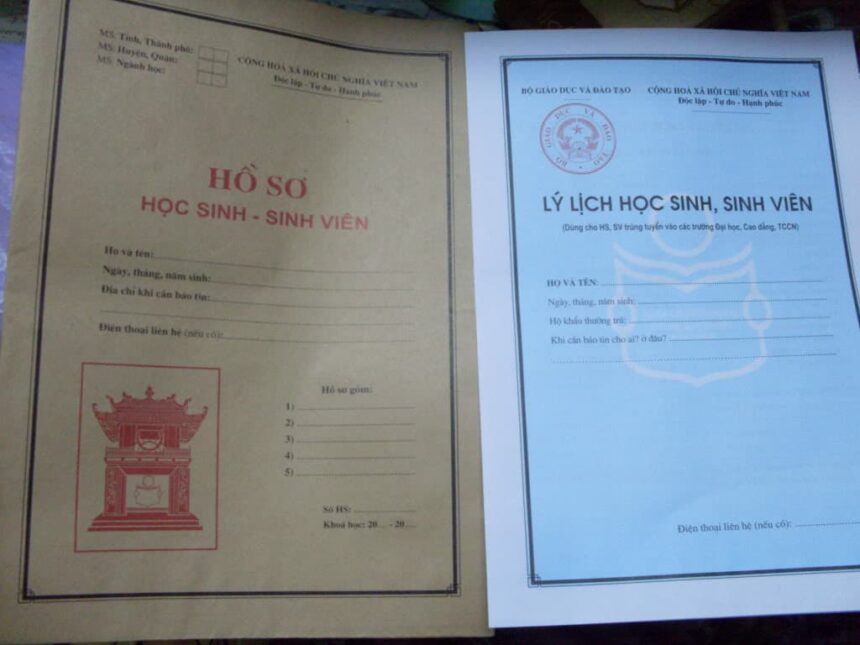 MS: Tỉnh, Thành phố:
MS: Huyện, Quận:
MS: Ngành học:
CỘNG HOÀ XÃ HỘI CHỦ NGHĨA VIỆT NAM
Độc lập - Tự do - Hạnh phúc
HỒ SƠ
HỌC SINH - SINH VIÊN
Họ và tên:
Ngày, tháng, năm sinh:
Địa chỉ khi cần báo tin:
Điện thoại liên hệ (nếu có):
Hồ sơ gồm:
1)
2)
3)
4)
5)
Số HS:
Khoá học: 20 - 20
BỘ GIÁO DỤC VÀ ĐÀO TẠO
CỘNG HOÀ XÃ HỘI CHỦ NGHĨA VIỆT NAM
Độc lập - Tự do - Hạnh phúc
BỘ GIÁO DỤC VÀ ĐÀO TẠO
LÝ LỊCH HỌC SINH, SINH VIÊN
(Dùng cho HS, SV trúng tuyển vào các trường Đại học, Cao đẳng, TCCN)
HỌ VÀ TÊN:
Ngày, tháng, năm sinh:
Hộ khẩu thường trú:
Khi cần báo tin cho ai? ở đâu?
Điện thoại liên hệ (nếu có):